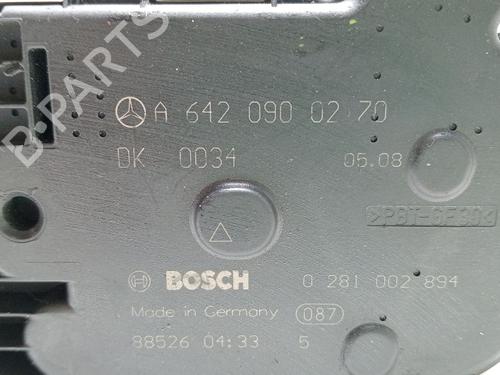 B-PARTS
A 642 090 02 70
DK 0034
05.08
>PBT-GF30<
BOSCH
0 281 002 894
Made in Germany
087
88526 04:33 5